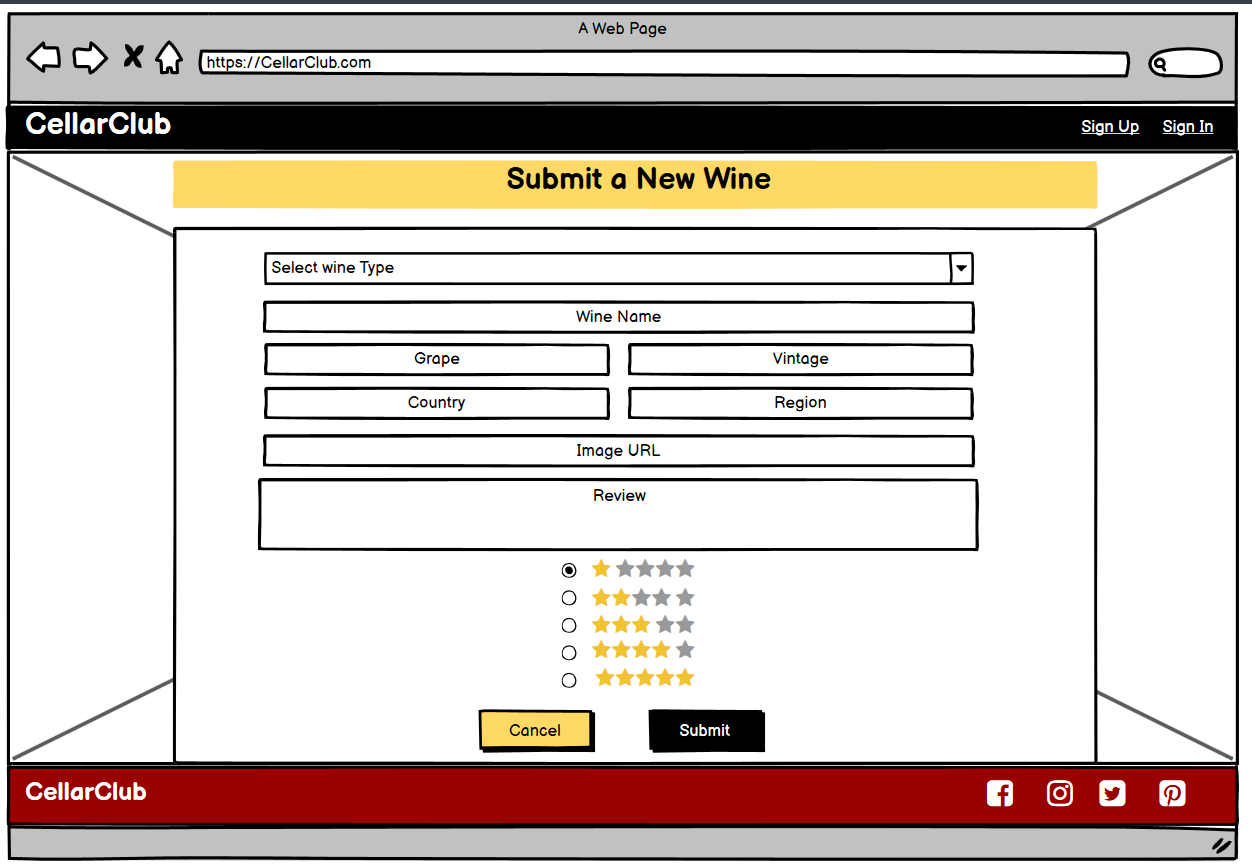 A Web Page
https://CellarClub.com
CellarClub
Sign Up Sign In
Submit a New Wine
Select wine Type
Wine Name
Grape Vintage
Country Region
Image URL
Review
Cancel Submit
CellarClub